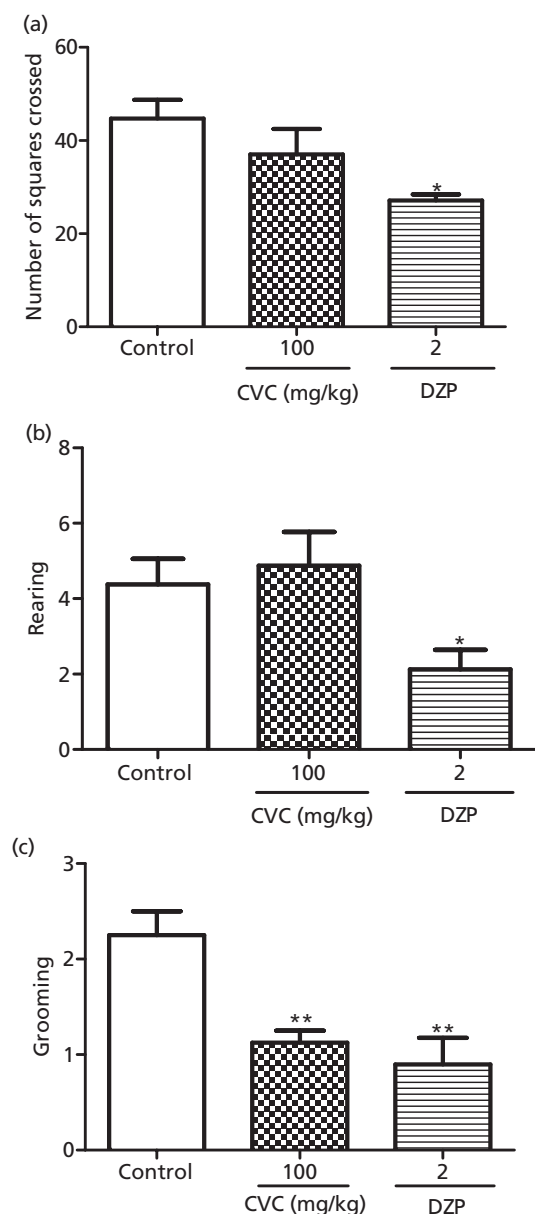 (a)
60
40
20
0
Number of squares crossed
*
Control 100 2
CVC (mg/kg) DZP
(b)
8
6
4
2
0
Rearing
*
Control 100 2
CVC (mg/kg) DZP
(c)
3
2
1
0
Grooming
** **
Control 100 2
CVC (mg/kg) DZP